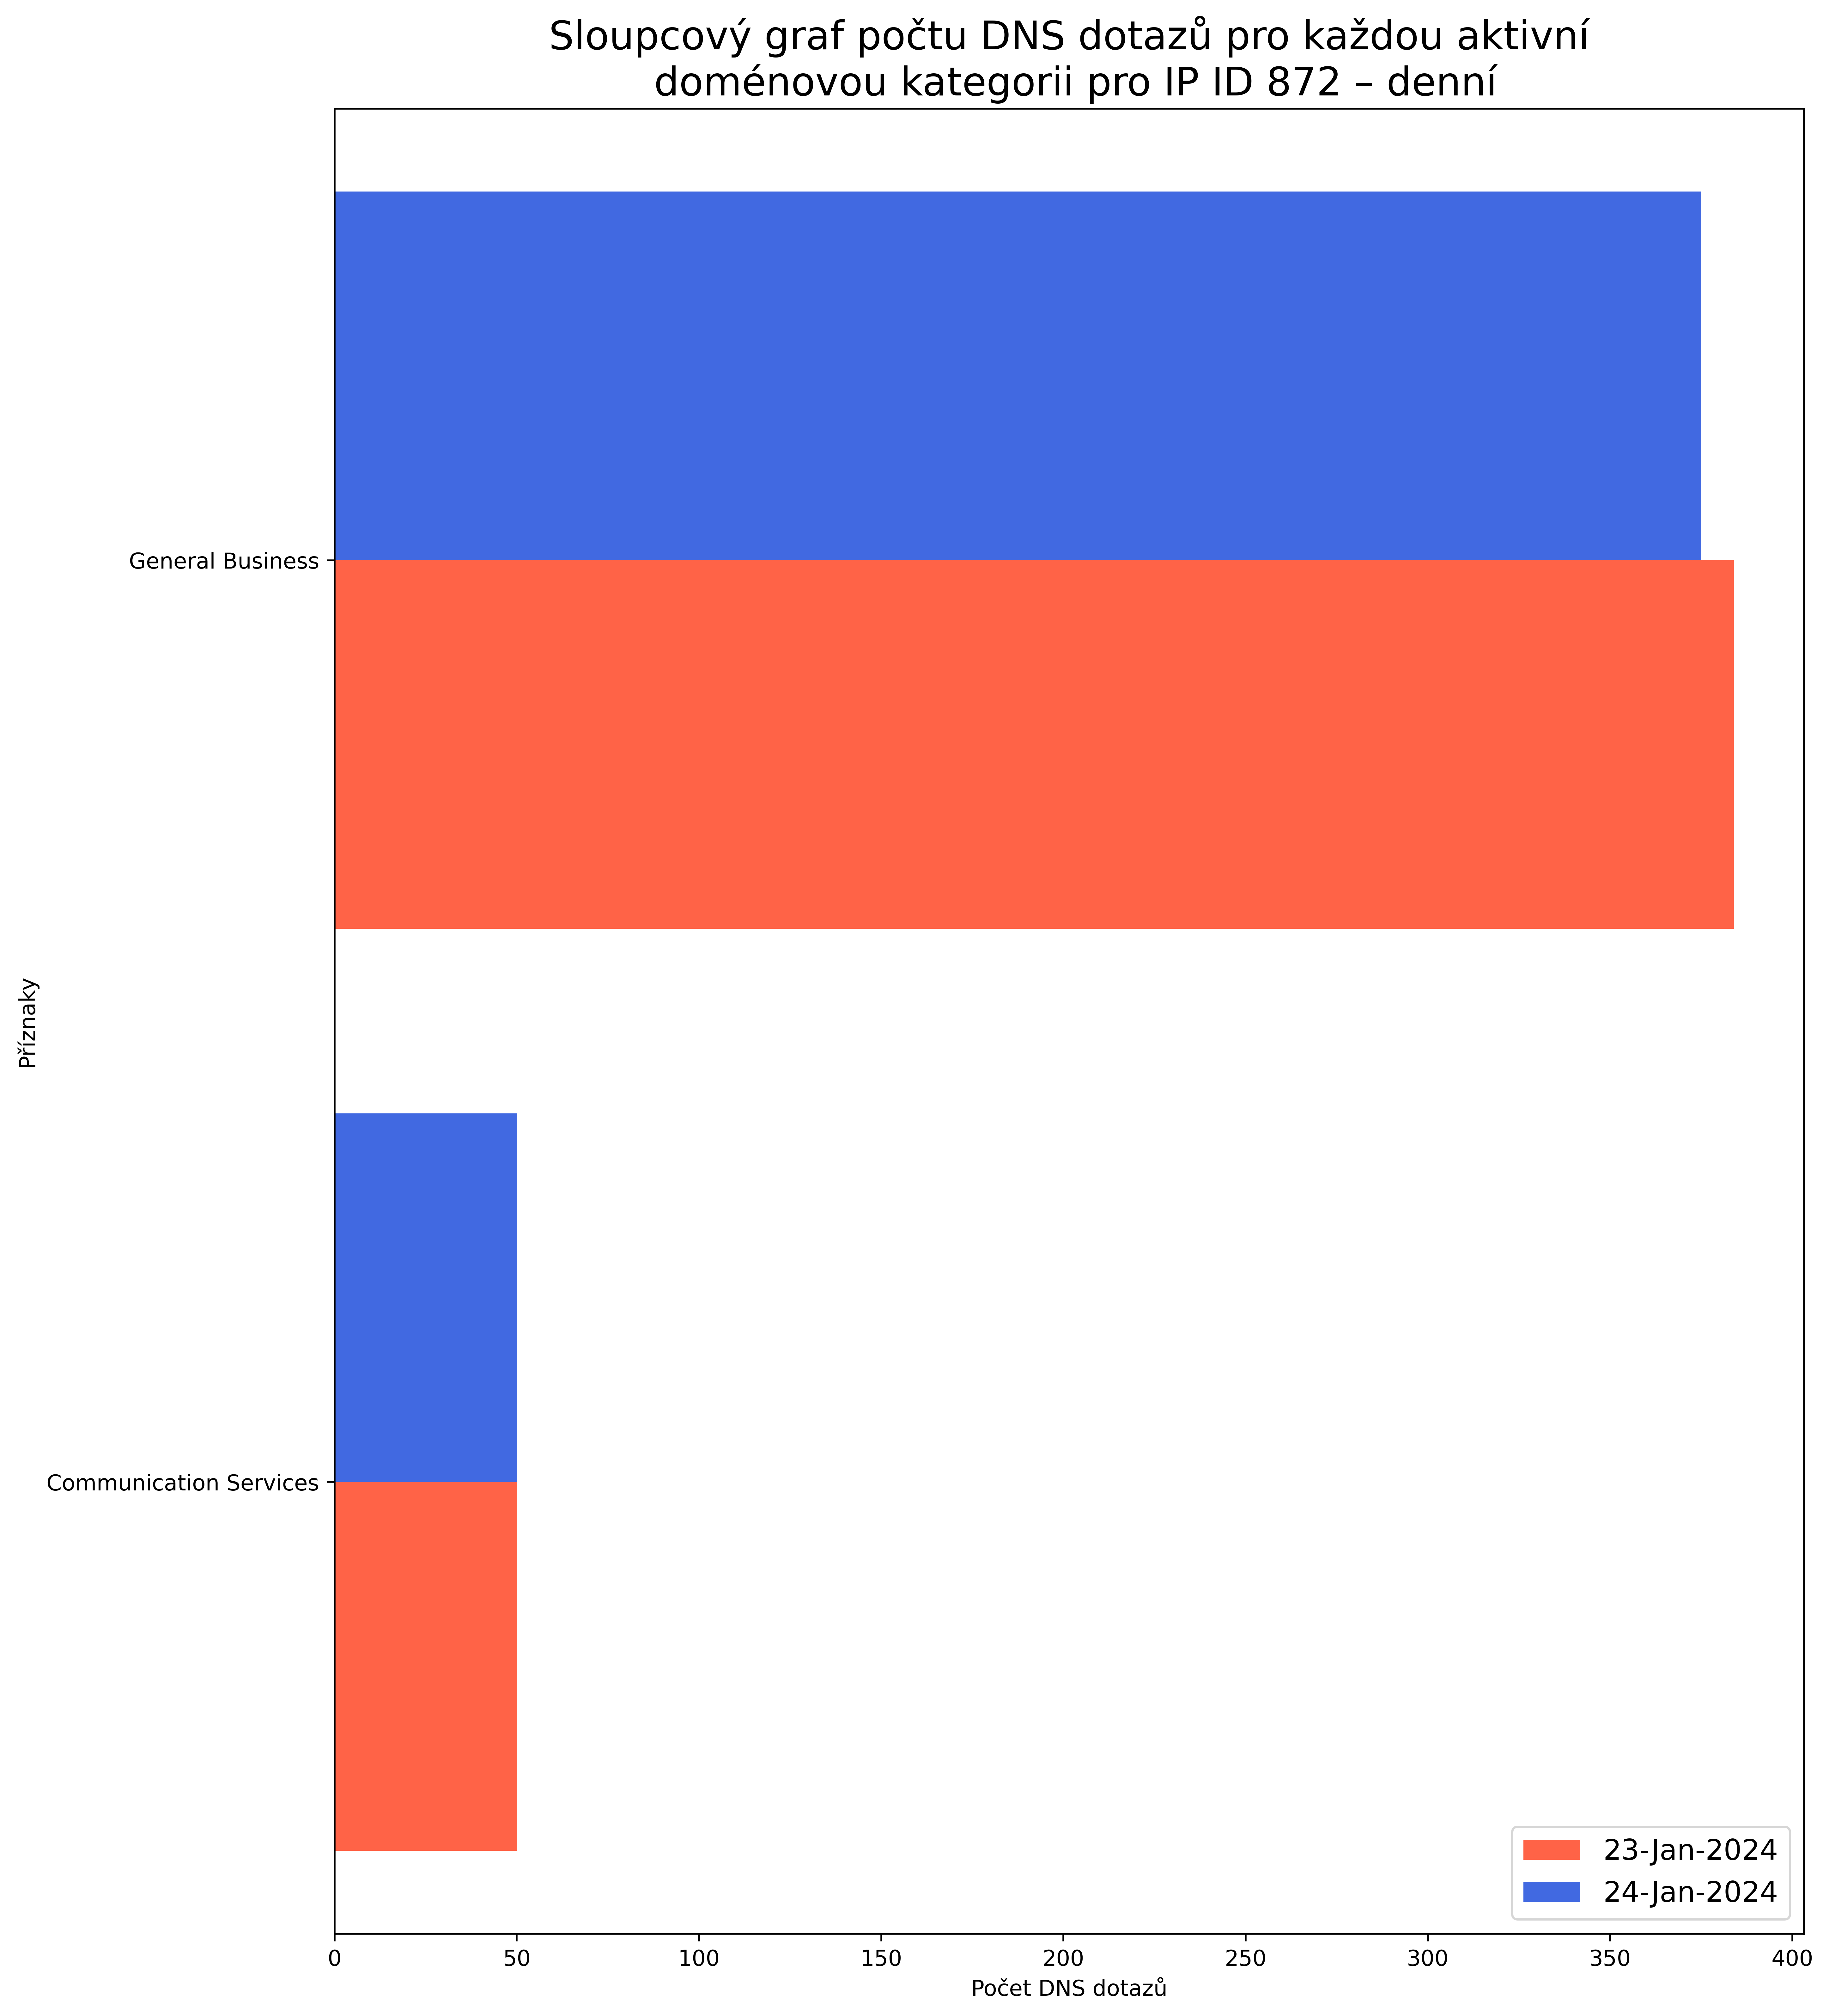 Sloupcový graf počtu DNS dotazů pro každou aktivní
doménovou kategorii pro IP ID 872 – denní
General Business
Příznaky
Communication Services
23-Jan-2024
24-Jan-2024
0 50 100 150 200 250 300 350 400
Počet DNS dotazů